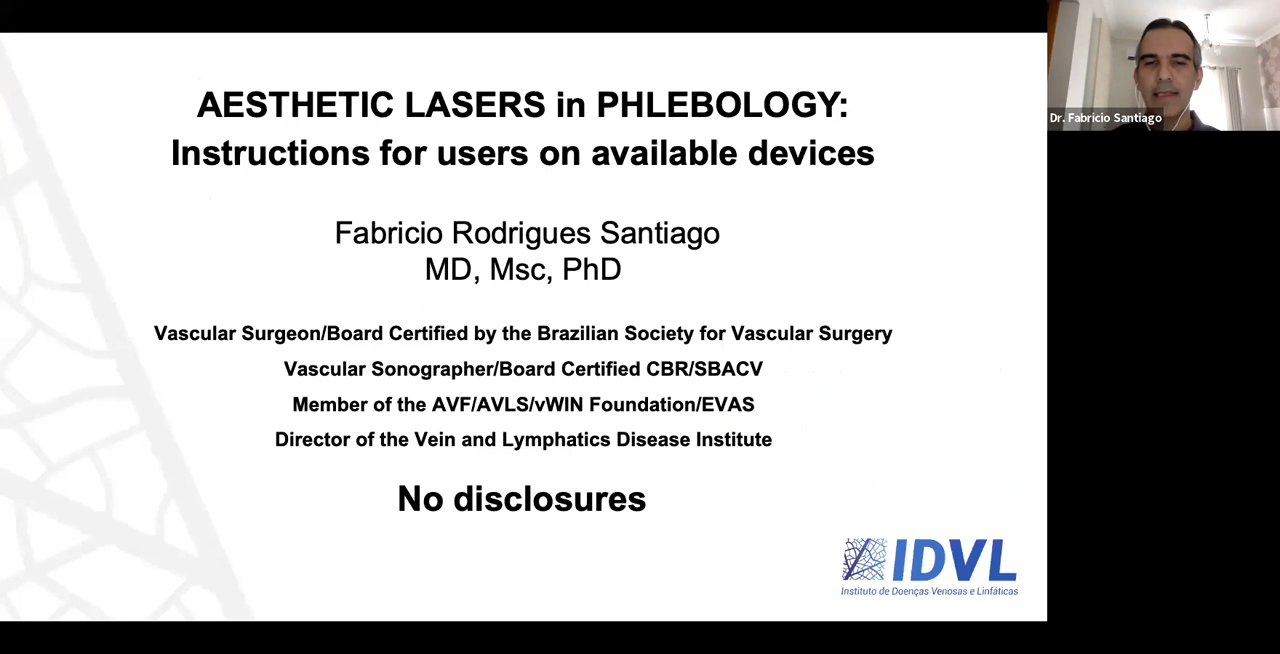 AESTHETIC LASERS in PHLEBOLOGY:
Instructions for users on available devices
Fabricio Rodrigues Santiago
MD, Msc, PhD
Vascular Surgeon/Board Certified by the Brazilian Society for Vascular Surgery
Vascular Sonographer/Board Certified CBR/SBACV
Member of the AVF/AVLS/vWIN Foundation/EVAS
Director of the Vein and Lymphatics Disease Institute
No disclosures
IDVL
Instituto de Doenças Venosas e Linfáticas
Dr. Fabricio Santiago